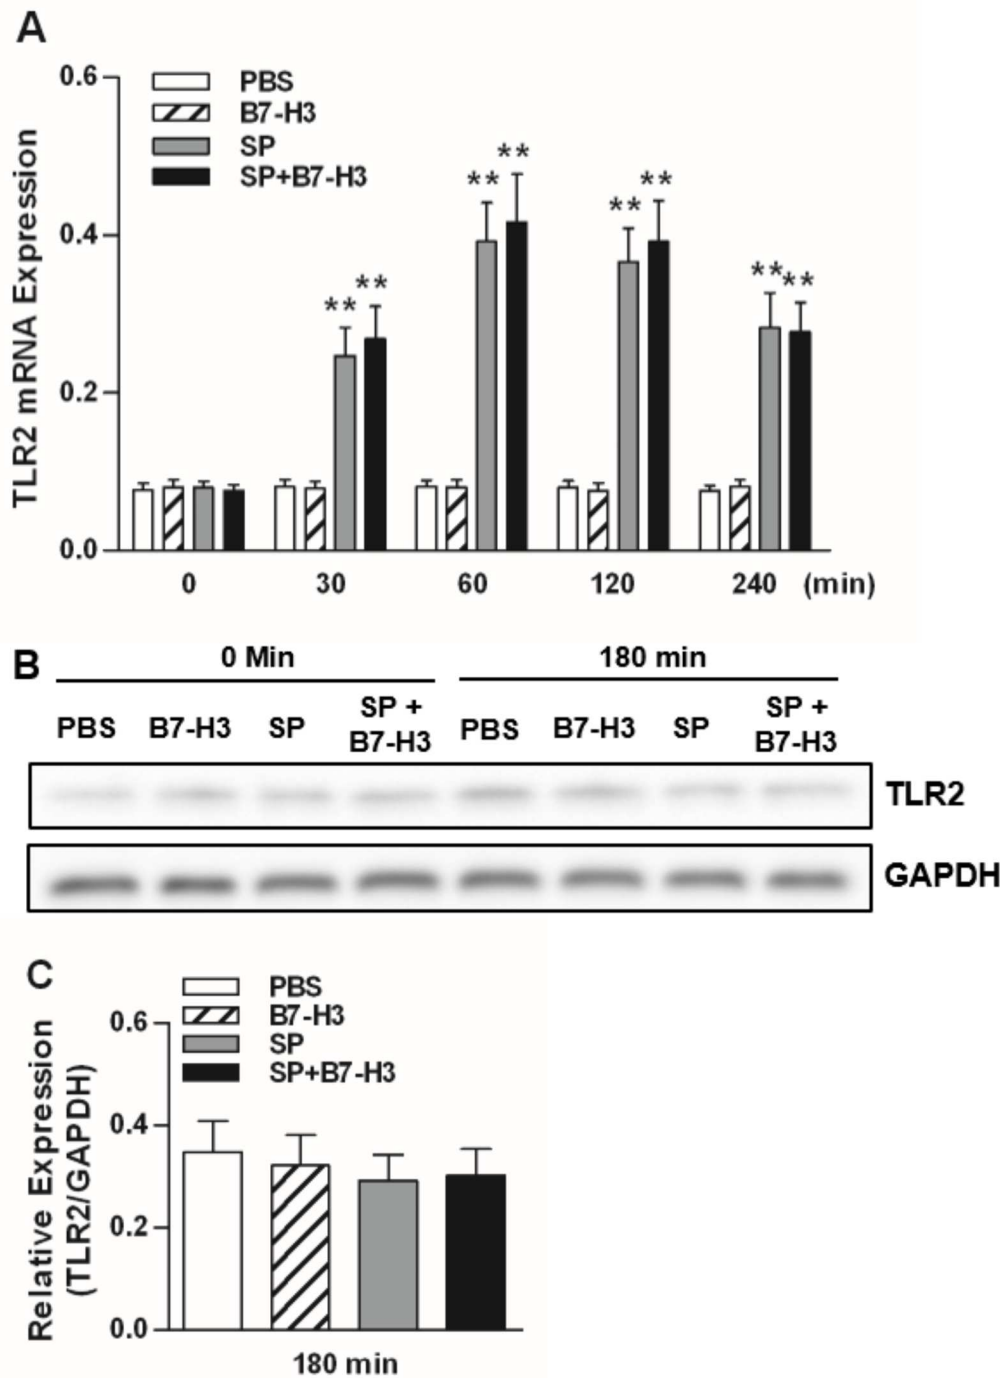 A
0.6
PBS
B7-H3
SP
SP+B7-H3
** ** ** ** ** ** ** **
0.4
0.2
0.0
TLR2 mRNA Expression
0 30 60 120 240 (min)
B
0 Min 180 min
PBS B7-H3 SP SP + B7-H3 PBS B7-H3 SP SP + B7-H3
TLR2
GAPDH
C
PBS
B7-H3
SP
SP+B7-H3
0.6
0.4
0.2
0.0
Relative Expression
(TLR2/GAPDH)
180 min